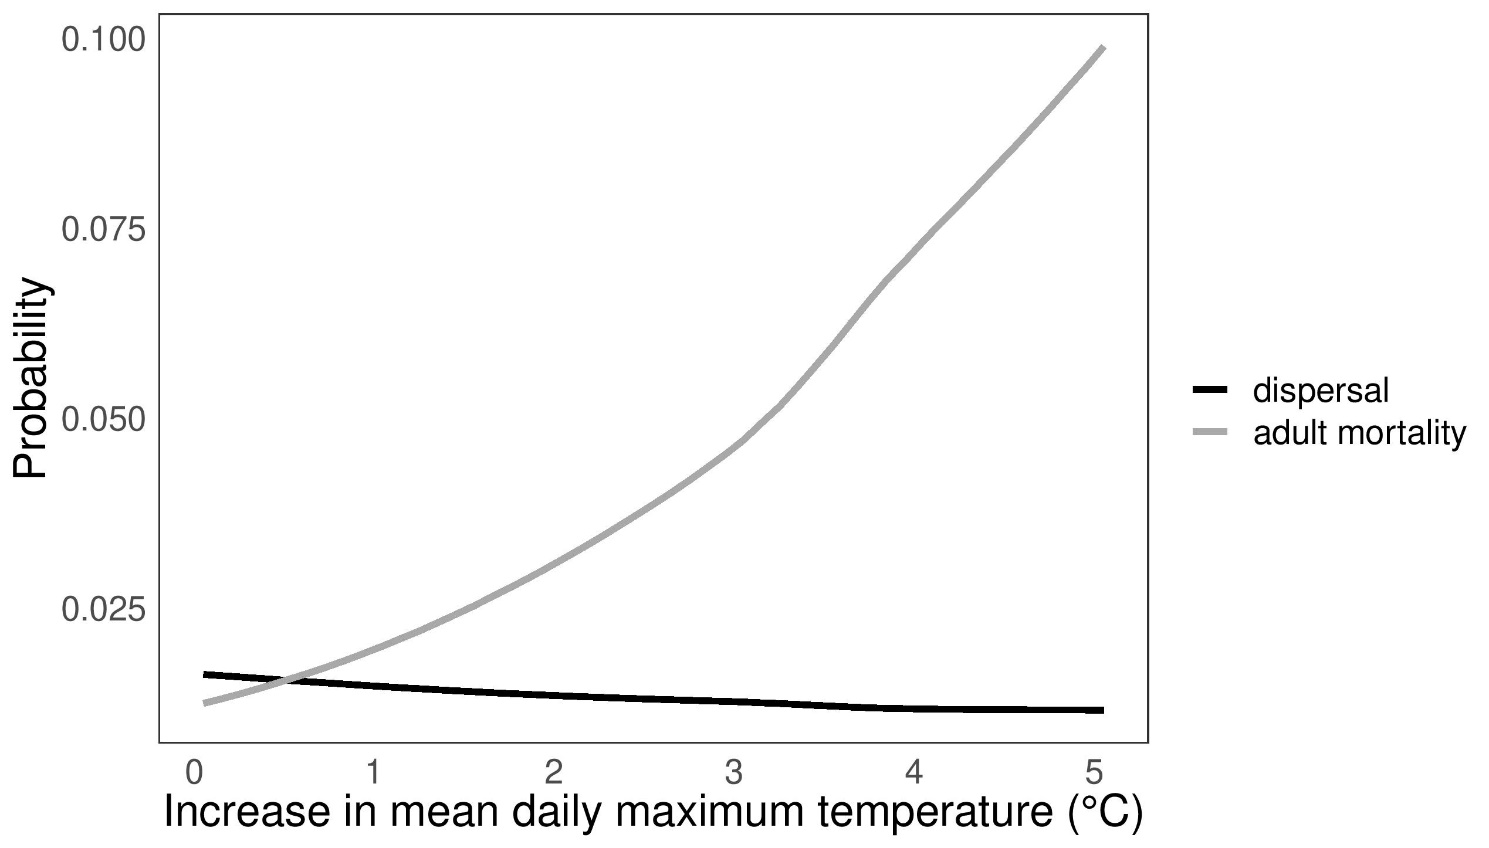 0.100
0.075
0.050
0.025
Probability
0 1 2 3 4 5
Increase in mean daily maximum temperature (°C)
dispersal
adult mortality